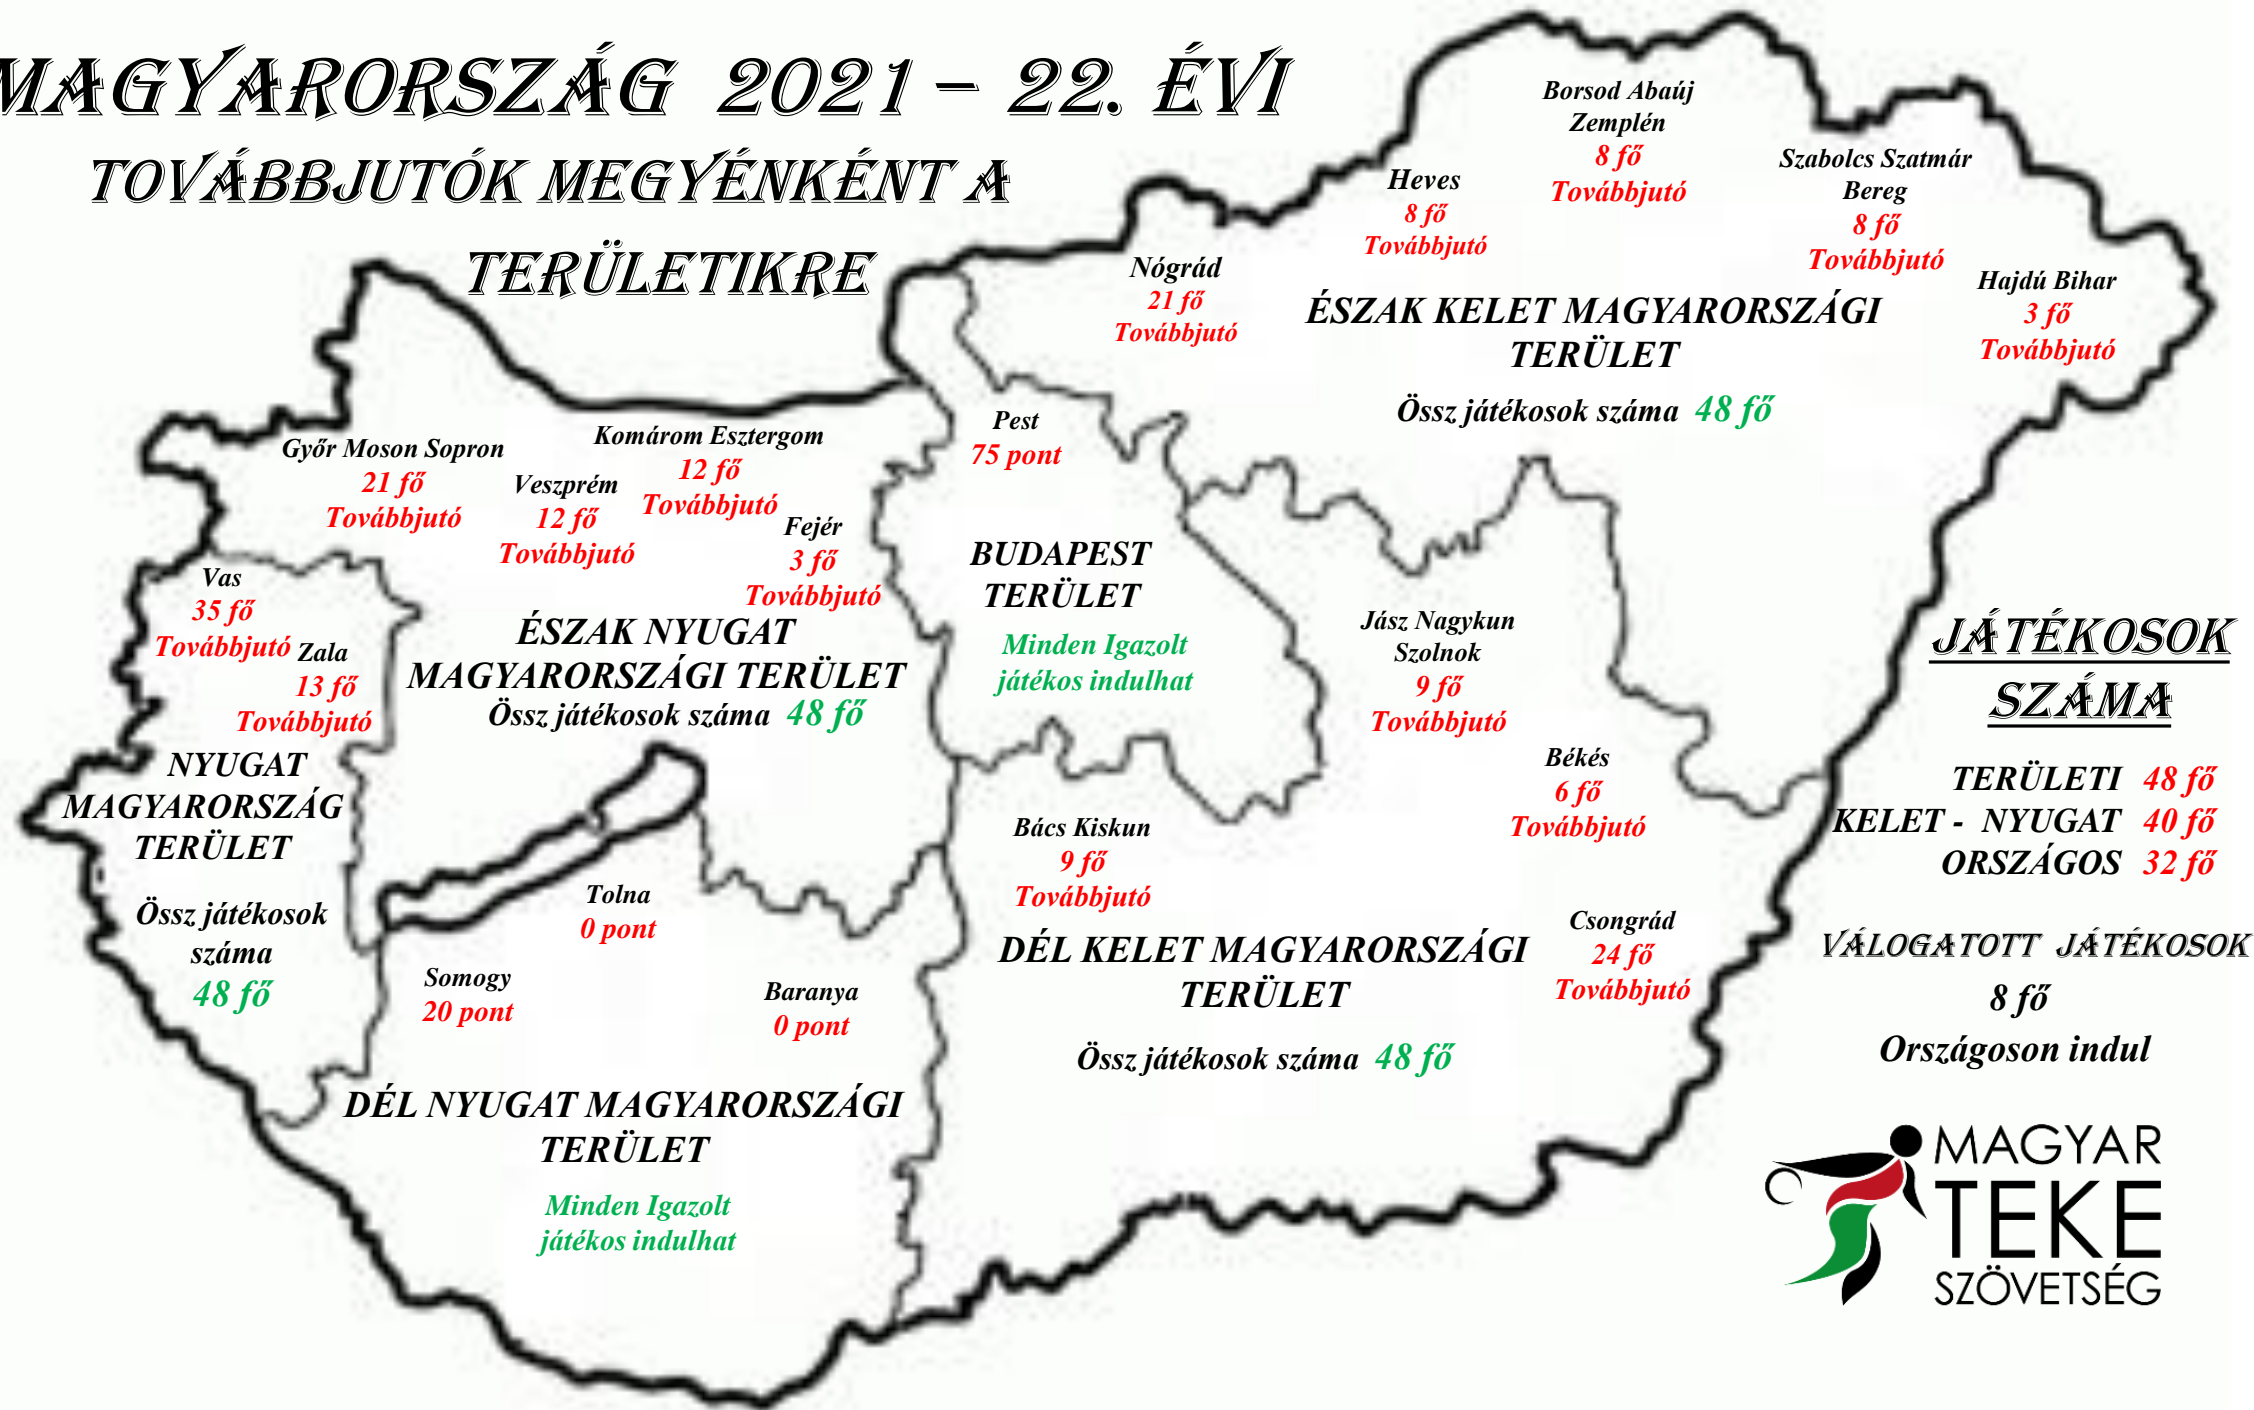 MAGYARORSZÁG 2021 – 22. ÉVI
TOVÁBBJUTÓK MEGYÉNKÉNT A
TERÜLETIKRE
Borsod Abaúj
Zemplén
8 fő
Továbbjutó
Szabolcs Szatmár
Bereg
8 fő
Továbbjutó
Heves
8 fő
Továbbjutó
Nógrád
21 fő
Továbbjutó
Hajdú Bihar
3 fő
Továbbjutó
ÉSZAK KELET MAGYARORSZÁGI
TERÜLET
Össz játékosok száma 48 fő
Győr Moson Sopron
21 fő
Továbbjutó
Veszprém
12 fő
Továbbjutó
Komárom Esztergom
12 fő
Továbbjutó
Fejér
3 fő
Továbbjutó
ÉSZAK NYUGAT
MAGYARORSZÁGI TERÜLET
Össz játékosok száma 48 fő
Pest
75 pont
BUDAPEST
TERÜLET
Minden Igazolt
játékos indulhat
Vas
35 fő
Továbbjutó
Zala
13 fő
Továbbjutó
NYUGAT
MAGYARORSZÁG
TERÜLET
Össz játékosok
száma
48 fő
Jász Nagykun
Szolnok
9 fő
Továbbjutó
Békés
6 fő
Továbbjutó
Bács Kiskun
9 fő
Továbbjutó
Csongrád
24 fő
Továbbjutó
DÉL KELET MAGYARORSZÁGI
TERÜLET
Össz játékosok száma 48 fő
Tolna
0 pont
Somogy
20 pont
Baranya
0 pont
DÉL NYUGAT MAGYARORSZÁGI
TERÜLET
Minden Igazolt
játékos indulhat
JÁTÉKOSOK
SZÁMA
TERÜLETI 48 fő
KELET - NYUGAT 40 fő
ORSZÁGOS 32 fő
VÁLOGATOTT JÁTÉKOSOK
8 fő
Országoson indul
MAGYAR
TEKE
SZÖVETSÉG